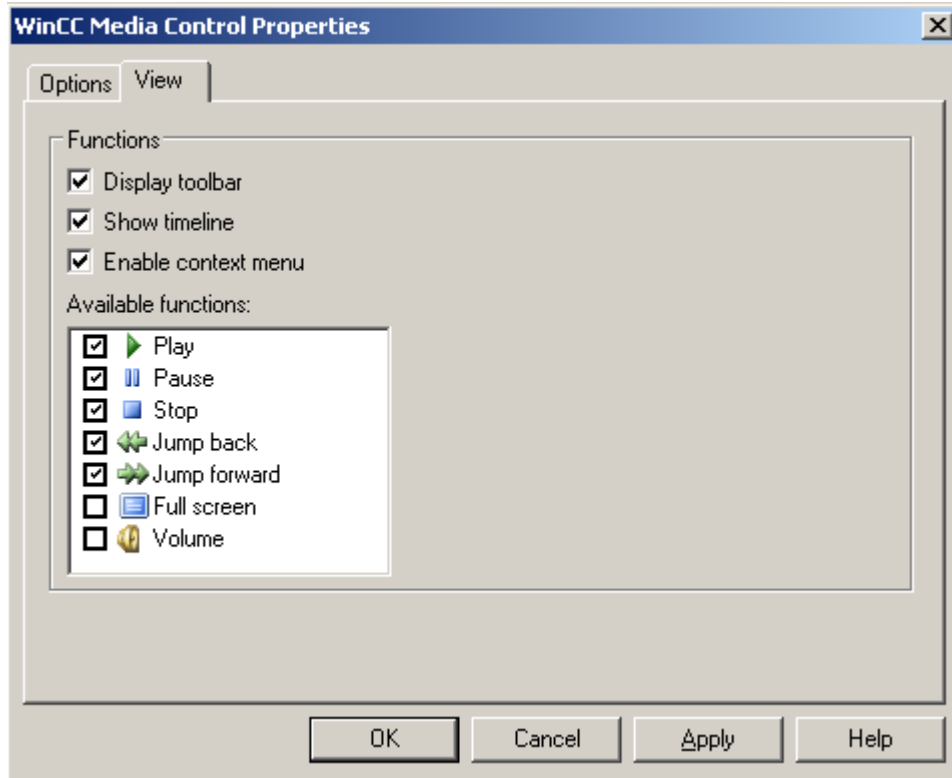 WinCC Media Control Properties
Options View
Functions
Display toolbar
Show timeline
Enable context menu
Available functions:
Play
Pause
Stop
Jump back
Jump forward
Full screen
Volume
OK Cancel Apply Help